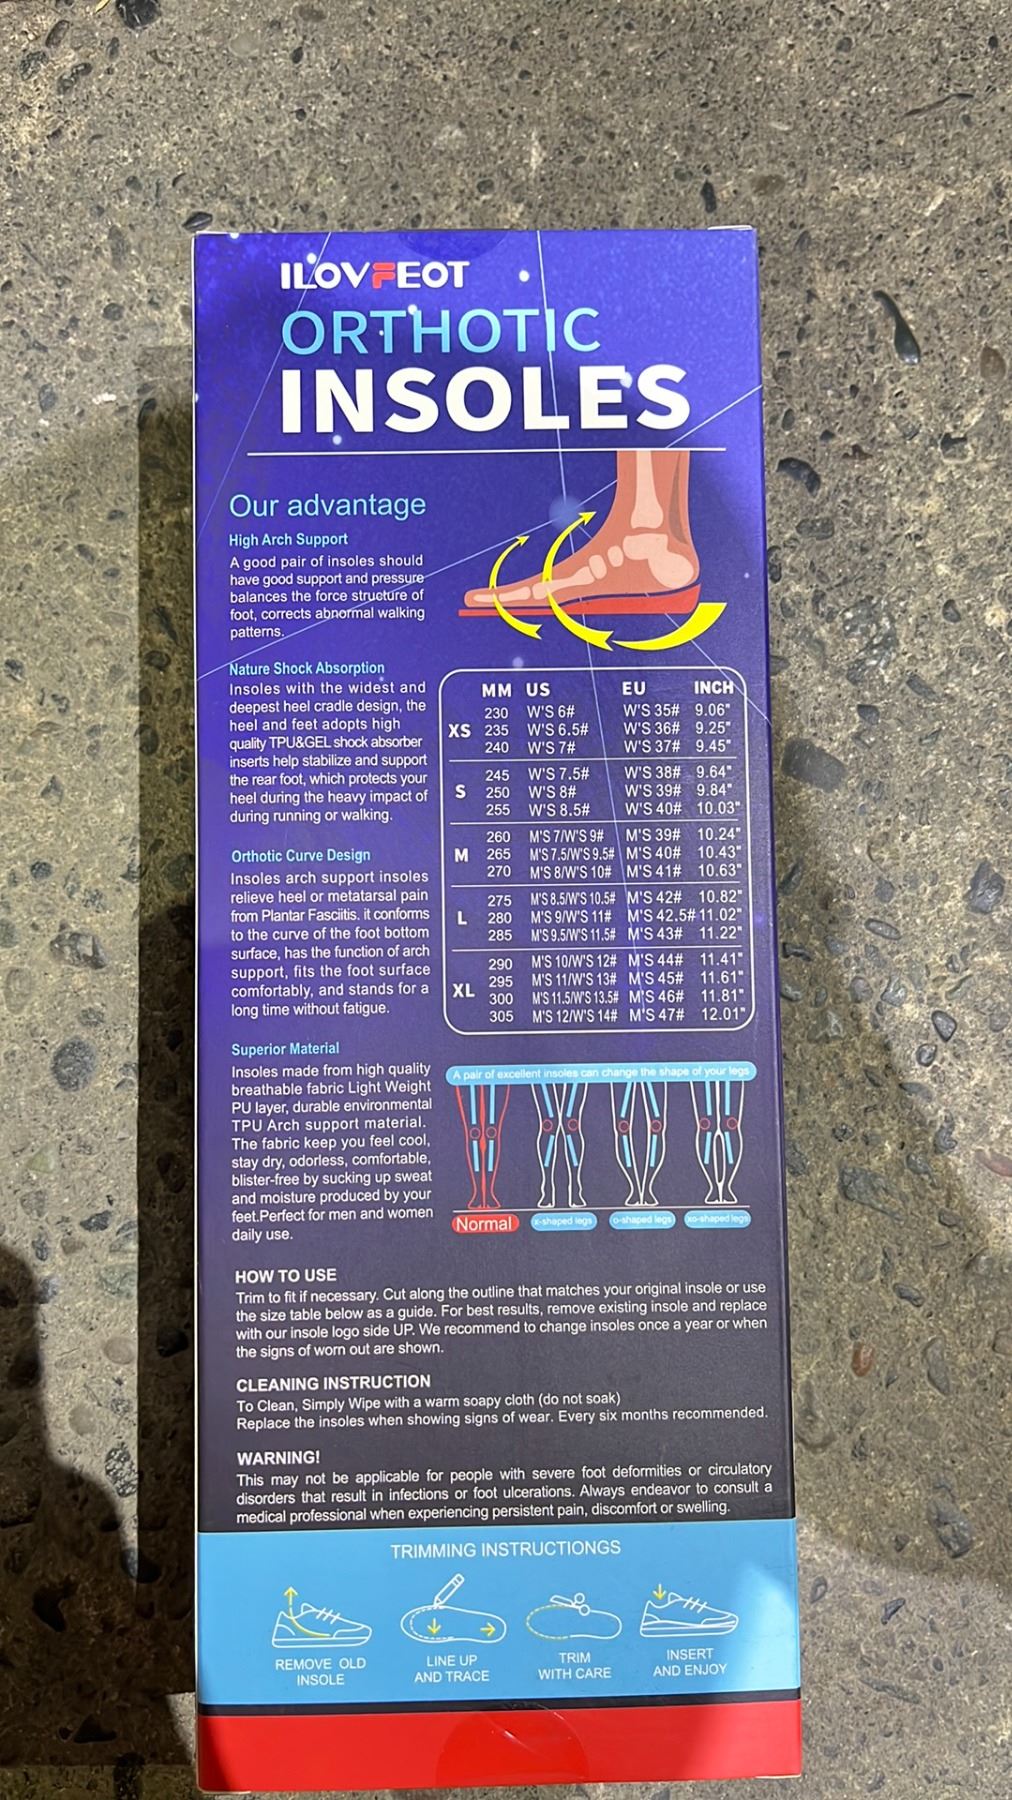 ILOVFEOT
ORTHOTIC
INSOLES
Our advantage
High Arch Support
A good pair of insoles should
have good support and pressure
balances the force structure of
foot, corrects abnormal walking
patterns.
Nature Shock Absorption
Insoles with the widest and
deepest heel cradle design, the
heel and feet adopts high
quality TPU&GEL shock absorber
inserts help stabilize and support
the rear foot, which protects your
heel during the heavy impact of
during running or walking.
Orthotic Curve Design
Insoles arch support insoles
relieve heel or metatarsal pain
from Plantar Fasciitis. it conforms
to the curve of the foot bottom
surface, has the function of arch
support, fits the foot surface
comfortably, and stands for a
long time without fatigue.
Superior Material
Insoles made from high quality
breathable fabric Light Weight
PU layer, durable environmental
TPU Arch support material.
The fabric keep you feel cool,
stay dry, odorless, comfortable,
blister-free by sucking up sweat
and moisture produced by your
feet.Perfect for men and women
daily use.
MM US EU INCH
230 W'S 6# W'S 35# 9.06"
XS 235 W'S 6.5# W'S 36# 9.25"
240 W'S 7# W'S 37# 9.45"
245 W'S 7.5# W'S 38# 9.64"
S 250 W'S 8# W'S 39# 9.84"
255 W'S 8.5# W'S 40# 10.03"
260 M'S 7/W'S 9# M'S 39# 10.24"
M 265 M'S 7.5/W'S 9.5# M'S 40# 10.43"
270 M'S 8/W'S 10# M'S 41# 10.63"
275 M'S 8.5/W'S 10.5# M'S 42# 10.82"
L 280 M'S 9/W'S 11# M'S 42.5# 11.02"
285 M'S 9.5/W'S 11.5# M'S 43# 11.22"
290 M'S 10/W'S 12# M'S 44# 11.41"
295 M'S 11/W'S 13# M'S 45# 11.61"
XL 300 M'S 11.5/W'S 13.5# M'S 46# 11.81"
305 M'S 12/W'S 14# M'S 47# 12.01"
A pair of excellent insoles can change the shape of your legs
Normal x-shaped legs o-shaped legs xo-shaped legs
HOW TO USE
Trim to fit if necessary. Cut along the outline that matches your original insole or use
the size table below as a guide. For best results, remove existing insole and replace
with our insole logo side UP. We recommend to change insoles once a year or when
the signs of worn out are shown.
CLEANING INSTRUCTION
To Clean, Simply Wipe with a warm soapy cloth (do not soak)
Replace the insoles when showing signs of wear. Every six months recommended.
WARNING!
This may not be applicable for people with severe foot deformities or circulatory
disorders that result in infections or foot ulcerations. Always endeavor to consult a
medical professional when experiencing persistent pain, discomfort or swelling.
TRIMMING INSTRUCTIONGS
REMOVE OLD
INSOLE
LINE UP
AND TRACE
TRIM
WITH CARE
INSERT
AND ENJOY